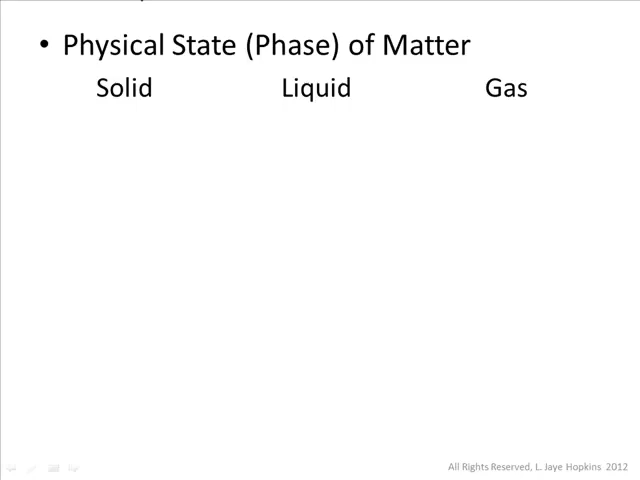 • Physical State (Phase) of Matter
Solid Liquid Gas
All Rights Reserved, L. Jaye Hopkins 2012